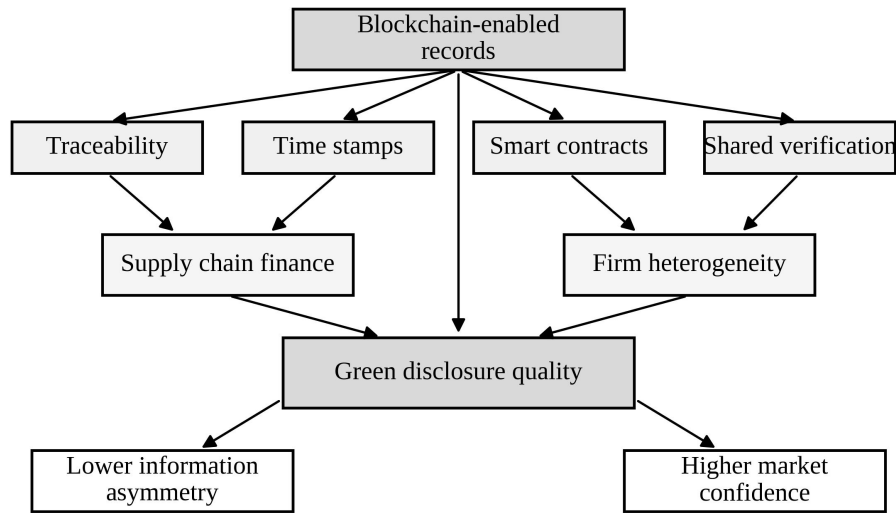 Blockchain-enabled
records
Traceability
Time stamps
Smart contracts
Shared verification
Supply chain finance
Firm heterogeneity
Green disclosure quality
Lower information
asymmetry
Higher market
confidence